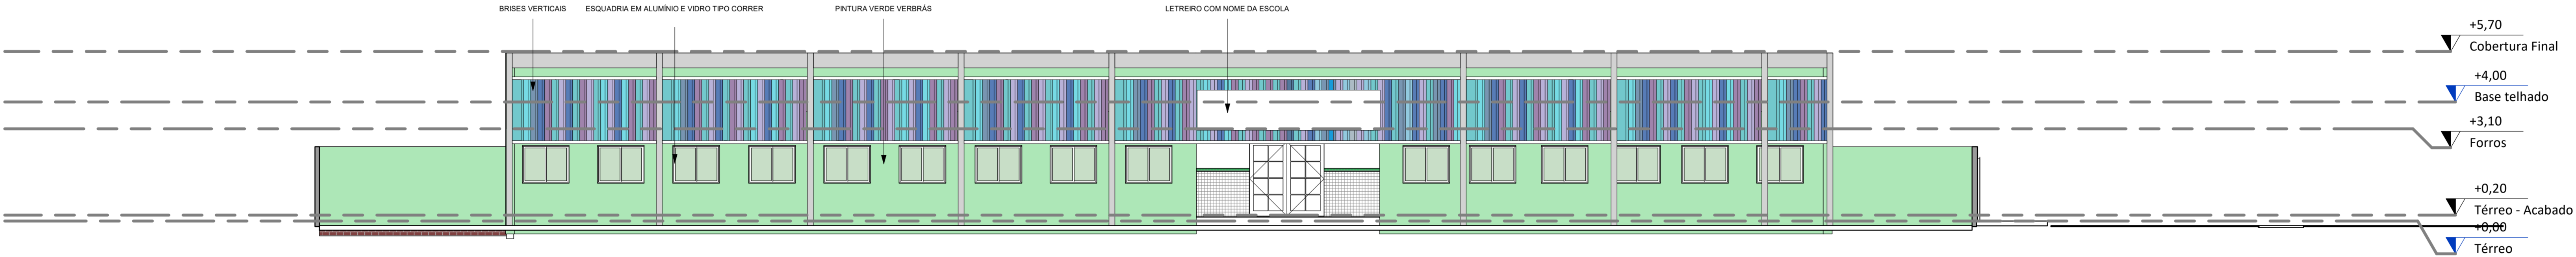 BRISES VERTICAIS
ESQUADRIA EM ALUMÍNIO E VIDRO TIPO CORRER
PINTURA VERDE VERBRÁS
LETREIRO COM NOME DA ESCOLA
+5,70
Cobertura Final
+4,00
Base telhado
+3,10
Forros
+0,20
Térreo - Acabado
+0,00
Térreo